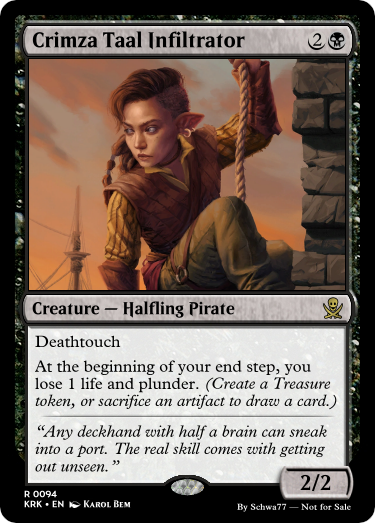 Crimza Taal Infiltrator 2
Creature — Halfling Pirate
Deathtouch
At the beginning of your end step, you
lose 1 life and plunder. (Create a Treasure
token, or sacrifice an artifact to draw a card.)
“Any deckhand with half a brain can sneak
into a port. The real skill comes with getting
out unseen.”
2/2
R 0094
KRK • EN Karol Bem
By Schwa77 — Not for Sale